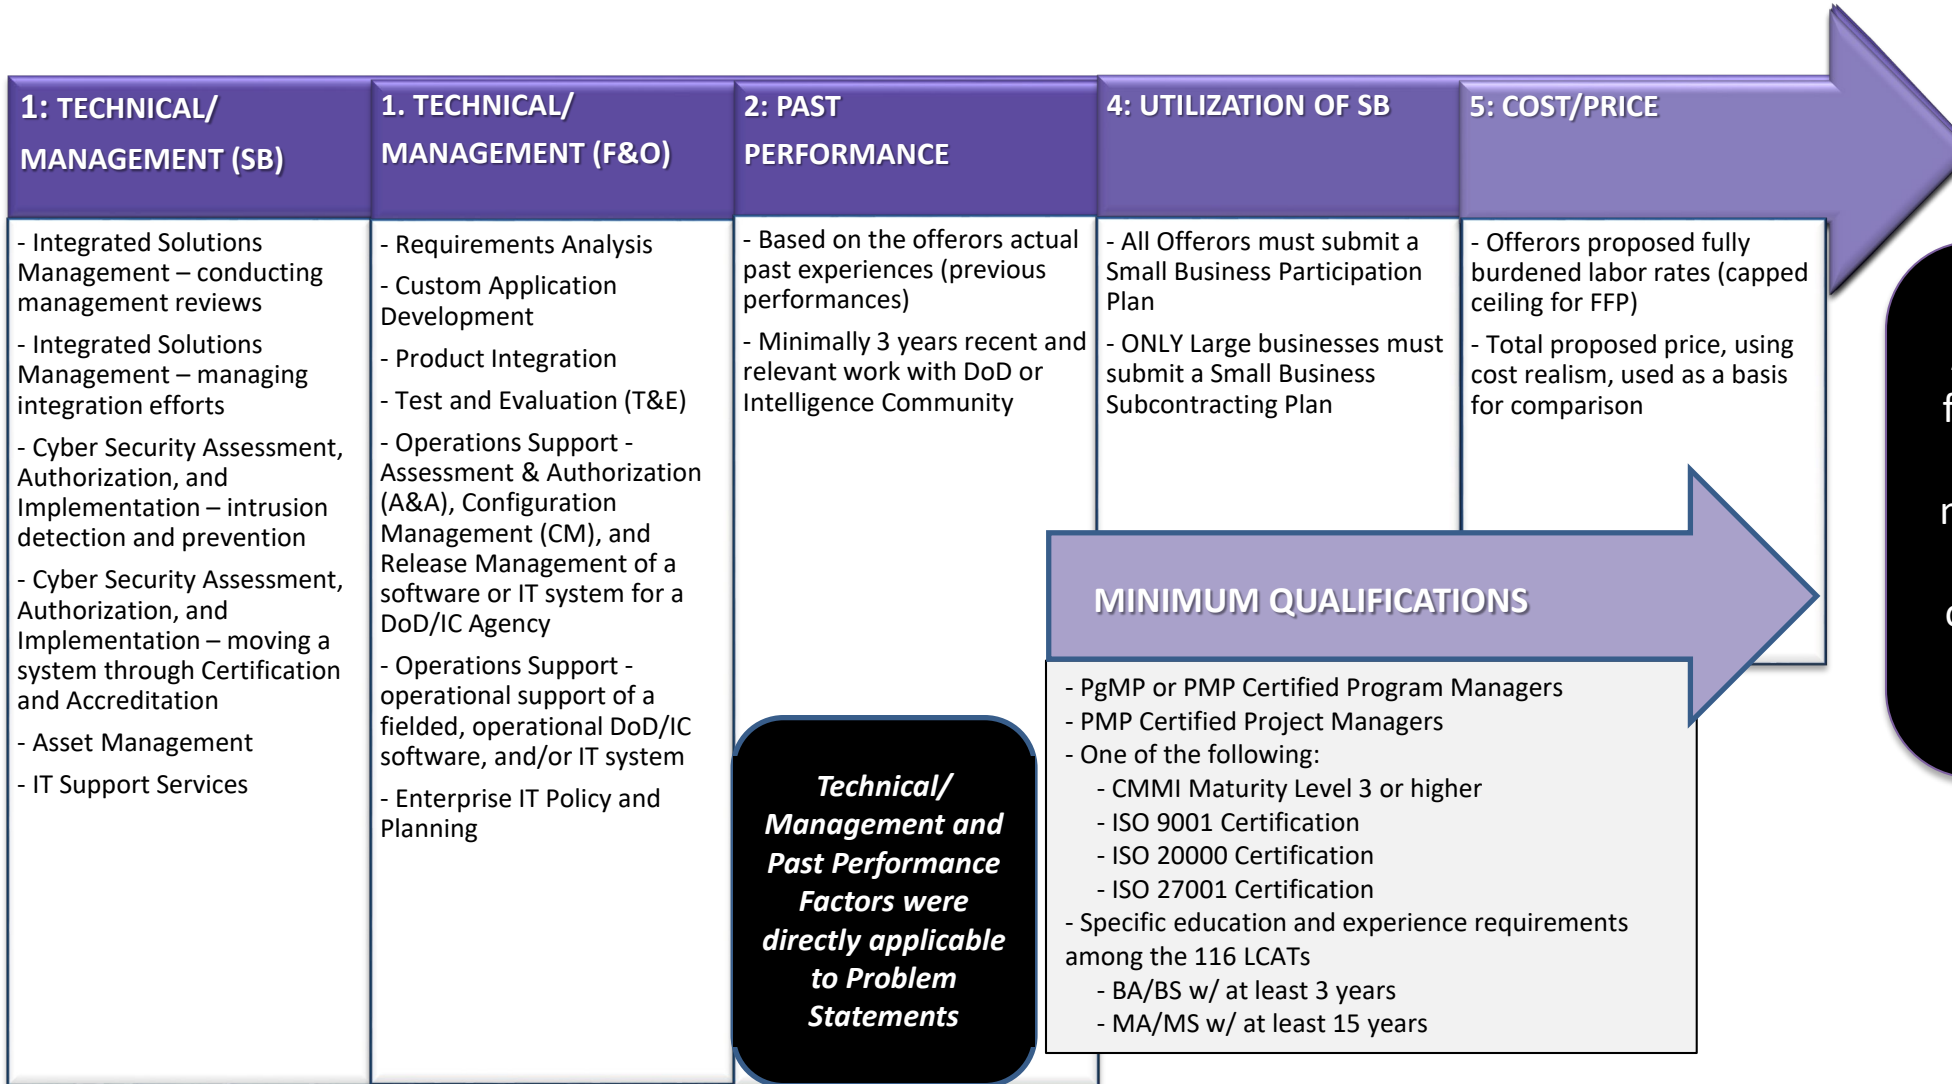 1: TECHNICAL/
MANAGEMENT (SB)
- Integrated Solutions
Management – conducting
management reviews
- Integrated Solutions
Management – managing
integration efforts
- Cyber Security Assessment,
Authorization, and
Implementation – intrusion
detection and prevention
- Cyber Security Assessment,
Authorization, and
Implementation – moving a
system through Certification
and Accreditation
- Asset Management
- IT Support Services
1. TECHNICAL/
MANAGEMENT (F&O)
- Requirements Analysis
- Custom Application
Development
- Product Integration
- Test and Evaluation (T&E)
- Operations Support -
Assessment & Authorization
(A&A), Configuration
Management (CM), and
Release Management of a
software or IT system for a
DoD/IC Agency
- Operations Support -
operational support of a
fielded, operational DoD/IC
software, and/or IT system
- Enterprise IT Policy and
Planning
2: PAST
PERFORMANCE
- Based on the offerors actual
past experiences (previous
performances)
- Minimally 3 years recent and
relevant work with DoD or
Intelligence Community
Technical/
Management and
Past Performance
Factors were
directly applicable
to Problem
Statements
4: UTILIZATION OF SB
- All Offerors must submit a
Small Business Participation
Plan
- ONLY Large businesses must
submit a Small Business
Subcontracting Plan
5: COST/PRICE
- Offerors proposed fully
burdened labor rates (capped
ceiling for FFP)
- Total proposed price, using
cost realism, used as a basis
for comparison
MINIMUM QUALIFICATIONS
- PgMP or PMP Certified Program Managers
- PMP Certified Project Managers
- One of the following:
- CMMI Maturity Level 3 or higher
- ISO 9001 Certification
- ISO 20000 Certification
- ISO 27001 Certification
- Specific education and experience requirements
among the 116 LCATs
- BA/BS w/ at least 3 years
- MA/MS w/ at least 15 years